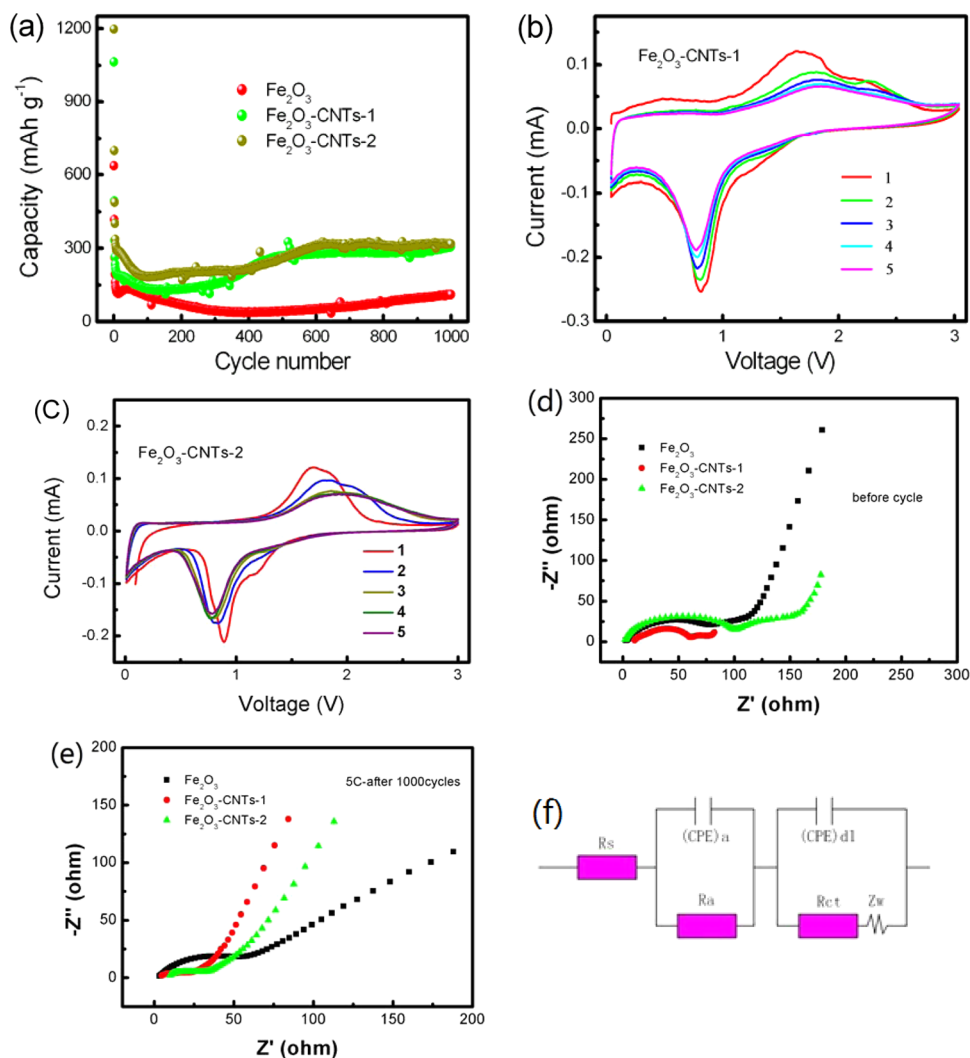 (a)
1200
900
600
300
0
Capacity (mAh g⁻¹)
Fe₂O₃
Fe₂O₃-CNTs-1
Fe₂O₃-CNTs-2
0 200 400 600 800 1000
Cycle number
(b)
Fe₂O₃-CNTs-1
0.1
0.0
-0.1
-0.2
-0.3
Current (mA)
1
2
3
4
5
0 1 2 3
Voltage (V)
(C)
Fe₂O₃-CNTs-2
0.2
0.1
0.0
-0.1
-0.2
Current (mA)
1
2
3
4
5
0 1 2 3
Voltage (V)
(d)
300
250
200
150
100
50
0
-Z'' (ohm)
Fe₂O₃
Fe₂O₃-CNTs-1
Fe₂O₃-CNTs-2
before cycle
0 50 100 150 200 250 300
Z' (ohm)
(e)
200
150
100
50
0
-Z'' (ohm)
Fe₂O₃
Fe₂O₃-CNTs-1
Fe₂O₃-CNTs-2
5C-after 1000cycles
0 50 100 150 200
Z' (ohm)
(f)
Rs
(CPE)a
Ra
(CPE)dl
Rct
Zw